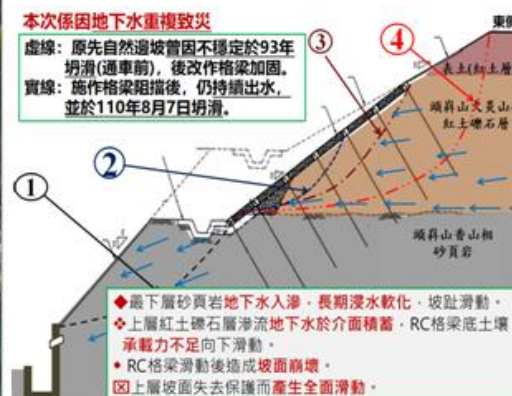 本次係因地下水重複致災
虛線：原先自然邊坡曾因不穩定於93年
坍滑(通車前)，後改作格梁加固。
實線：施作格梁阻擋後，仍持續出水，
並於110年8月7日坍滑。
東側
③
④
表土(紅土層
頭嵙山火炎山
紅土礫石層
②
①
頭嵙山香山相
砂頁岩
◆最下層砂頁岩地下水入滲，長期浸水軟化，坡趾滑動。
❖上層紅土礫石層滲流地下水於介面積蓄，RC格梁底土壤
承載力不足向下滑動。
◆RC格梁滑動後造成坡面崩壞。
☒上層坡面失去保護而產生全面滑動。